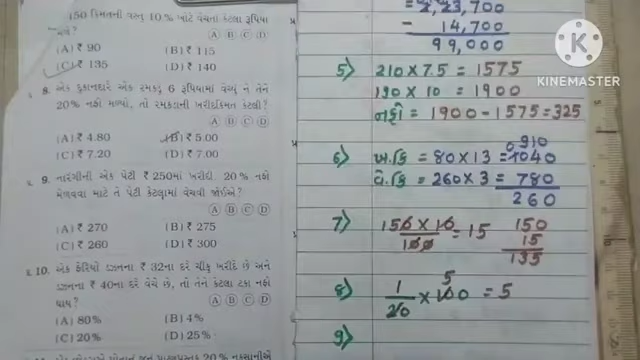 150 કિંમતની વસ્તુ 10% ખાટે વેચતા કેટલા રૂપિયા
મળે?
Ⓐ Ⓑ Ⓒ Ⓓ
(A) ₹ 90
(B) ₹ 115
(C) ₹ 135
(D) ₹ 140
8. એક દુકાનદારે એક રમકડુ 6 રૂપિયામાં વેચ્યું ને તેને
20% નફો મળ્યો, તો રમકડાની ખરીદકિંમત કેટલી?
Ⓐ Ⓑ Ⓒ Ⓓ
(A) ₹ 4.80
(B) ₹ 5.00
(C) ₹ 7.20
(D) ₹ 7.00
9. નારંગીની એક પેટી ₹ 250માં ખરીદી. 20% નફો
મેળવવા માટે તે પેટી કેટલામાં વેચવી જોઈએ?
Ⓐ Ⓑ Ⓒ Ⓓ
(A) ₹ 270
(B) ₹ 275
(C) ₹ 260
(D) ₹ 300
10. એક ફેરિયો ડઝનના ₹ 32ના દરે ચીકુ ખરીદે છે અને
ડઝનના ₹ 40ના દરે વેચે છે, તો તેને કેટલા ટકા નફો
થાય?
Ⓐ Ⓑ Ⓒ Ⓓ
(A) 80%
(B) 4%
(C) 20%
(D) 25%
2,23,700
- 14,700
99,000
KINEMASTER
5) 210 × 7.5 = 1575
190 × 10 = 1900
નફો = 1900 - 1575 = 325
6) ખ.કિ = 80 × 13 = 1040
વે.કિ = 260 × 3 = 780
260
7) 150 × 10 / 100 = 15
150
15
135
8) 1/20 × 100 = 5
9)